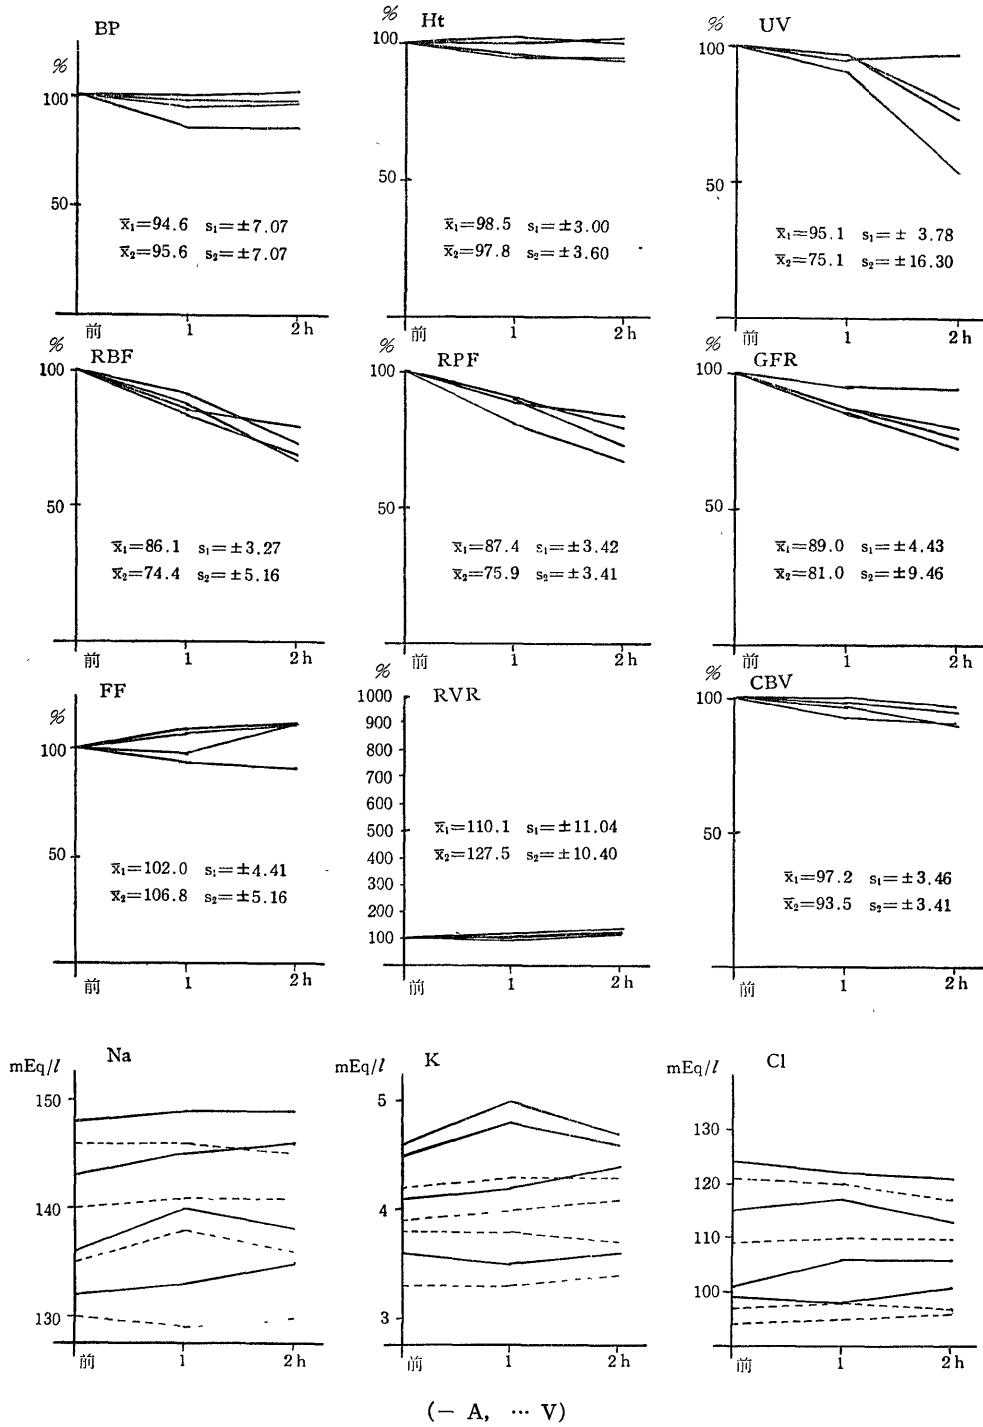 BP
%
100
50
x̄₁=94.6 s₁=±7.07
x̄₂=95.6 s₂=±7.07
前 1 2h
Ht
%
100
50
x̄₁=98.5 s₁=±3.00
x̄₂=97.8 s₂=±3.60
前 1 2h
UV
%
100
50
x̄₁=95.1 s₁=± 3.78
x̄₂=75.1 s₂=±16.30
前 1 2h
RBF
%
100
50
x̄₁=86.1 s₁=±3.27
x̄₂=74.4 s₂=±5.16
前 1 2h
RPF
%
100
50
x̄₁=87.4 s₁=±3.42
x̄₂=75.9 s₂=±3.41
前 1 2h
GFR
%
100
50
x̄₁=89.0 s₁=±4.43
x̄₂=81.0 s₂=±9.46
前 1 2h
FF
%
100
50
x̄₁=102.0 s₁=±4.41
x̄₂=106.8 s₂=±5.16
前 1 2h
RVR
%
1000
900
800
700
600
500
400
300
200
100
x̄₁=110.1 s₁=±11.04
x̄₂=127.5 s₂=±10.40
前 1 2h
CBV
%
100
50
x̄₁=97.2 s₁=±3.46
x̄₂=93.5 s₂=±3.41
前 1 2h
Na
mEq/l
150
140
130
前 1 2h
K
mEq/l
5
4
3
前 1 2h
Cl
mEq/l
130
120
110
100
前 1 2h
(— A, … V)